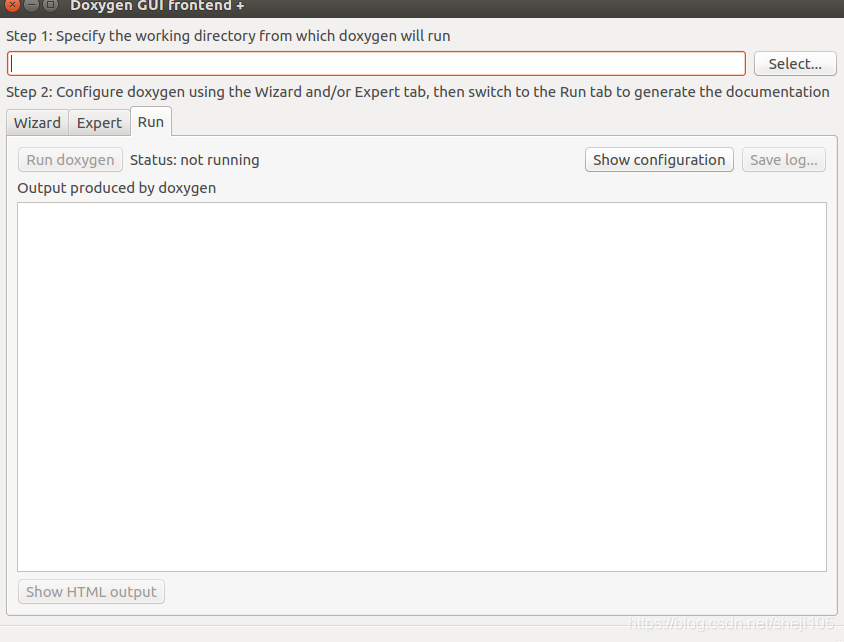 Doxygen GUI frontend +
Step 1: Specify the working directory from which doxygen will run
Select...
Step 2: Configure doxygen using the Wizard and/or Expert tab, then switch to the Run tab to generate the documentation
Wizard Expert Run
Run doxygen Status: not running Show configuration Save log...
Output produced by doxygen
Show HTML output
https://blog.csdn.net/sheji105